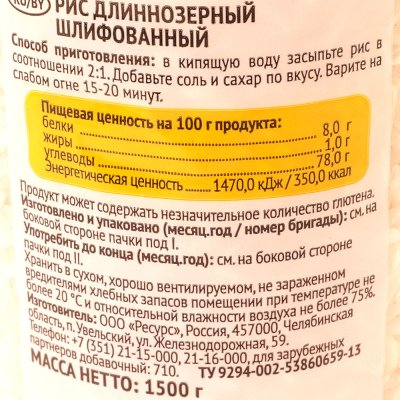 RU/BY
РИС ДЛИННОЗЕРНЫЙ
ШЛИФОВАННЫЙ
Способ приготовления: в кипящую воду засыпьте рис в
соотношении 2:1. Добавьте соль и сахар по вкусу. Варите на
слабом огне 15-20 минут.
Пищевая ценность на 100 г продукта:
белки 8,0 г
жиры 1,0 г
углеводы 78,0 г
Энергетическая ценность 1470,0 кДж / 350,0 ккал
Продукт может содержать незначительное количество глютена.
Изготовлено и упаковано (месяц.год / номер бригады): см. на
боковой стороне пачки под I.
Употребить до конца (месяц.год): см. на боковой стороне
пачки под II.
Хранить в сухом, хорошо вентилируемом, не зараженном
вредителями хлебных запасов помещении при температуре не
более 20 °С и относительной влажности воздуха не более 75%.
Изготовитель: ООО «Ресурс», Россия, 457000, Челябинская
область, п. Увельский, ул. Железнодорожная, 59.
Телефон: +7 (351) 21-15-000, 21-16-000, для зарубежных
партнеров добавочный: 710. ТУ 9294-002-53860659-13
МАССА НЕТТО: 1500 г